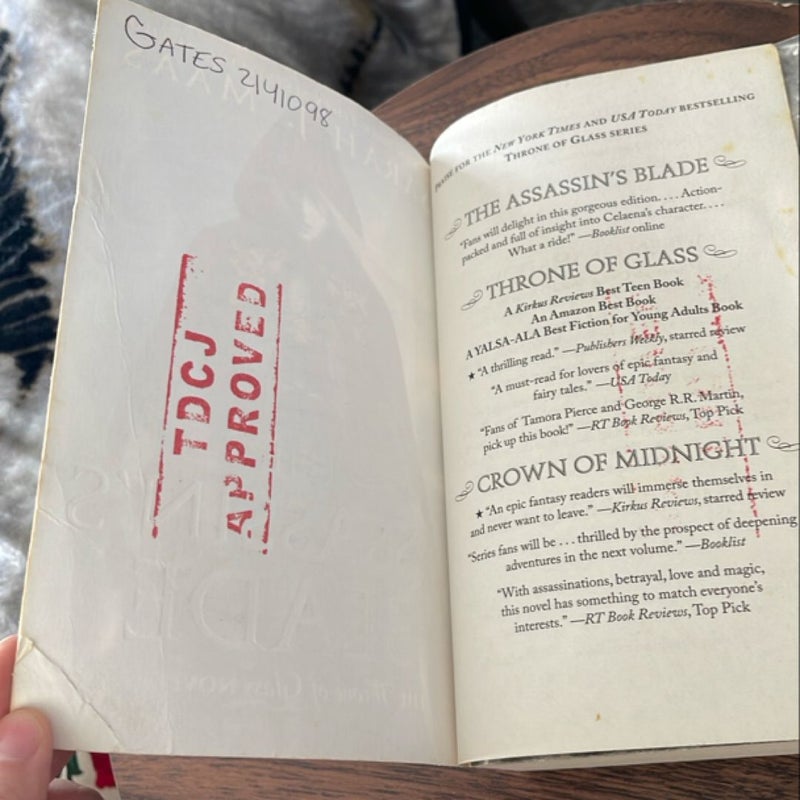 GATES 2141098
TDCJ
APPROVED
PRAISE FOR THE NEW YORK TIMES AND USA TODAY BESTSELLING
THRONE OF GLASS SERIES
THE ASSASSIN'S BLADE
"Fans will delight in this gorgeous edition. . . . Action-
packed and full of insight into Celaena's character. . . .
What a ride!" —Booklist online
THRONE OF GLASS
A Kirkus Reviews Best Teen Book
An Amazon Best Book
A YALSA-ALA Best Fiction for Young Adults Book
★ "A thrilling read." —Publishers Weekly, starred review
"A must-read for lovers of epic fantasy and
fairy tales." —USA Today
"Fans of Tamora Pierce and George R.R. Martin,
pick up this book!" —RT Book Reviews, Top Pick
CROWN OF MIDNIGHT
★ "An epic fantasy readers will immerse themselves in
and never want to leave." —Kirkus Reviews, starred review
"Series fans will be . . . thrilled by the prospect of deepening
adventures in the next volume." —Booklist
"With assassinations, betrayal, love and magic,
this novel has something to match everyone's
interests." —RT Book Reviews, Top Pick